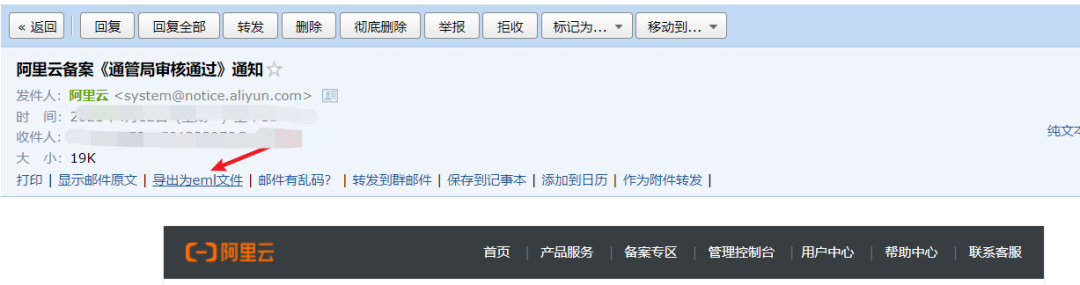 « 返回 回复 回复全部 转发 删除 彻底删除 举报 拒收 标记为... 移动到...
阿里云备案《通管局审核通过》通知
发件人：阿里云 <system@notice.aliyun.com>
时 间：
收件人：
大 小：19K
纯文本
打印 | 显示邮件原文 | 导出为eml文件 | 邮件有乱码？ | 转发到群邮件 | 保存到记事本 | 添加到日历 | 作为附件转发 |
阿里云 首页 | 产品服务 | 备案专区 | 管理控制台 | 用户中心 | 帮助中心 | 联系客服